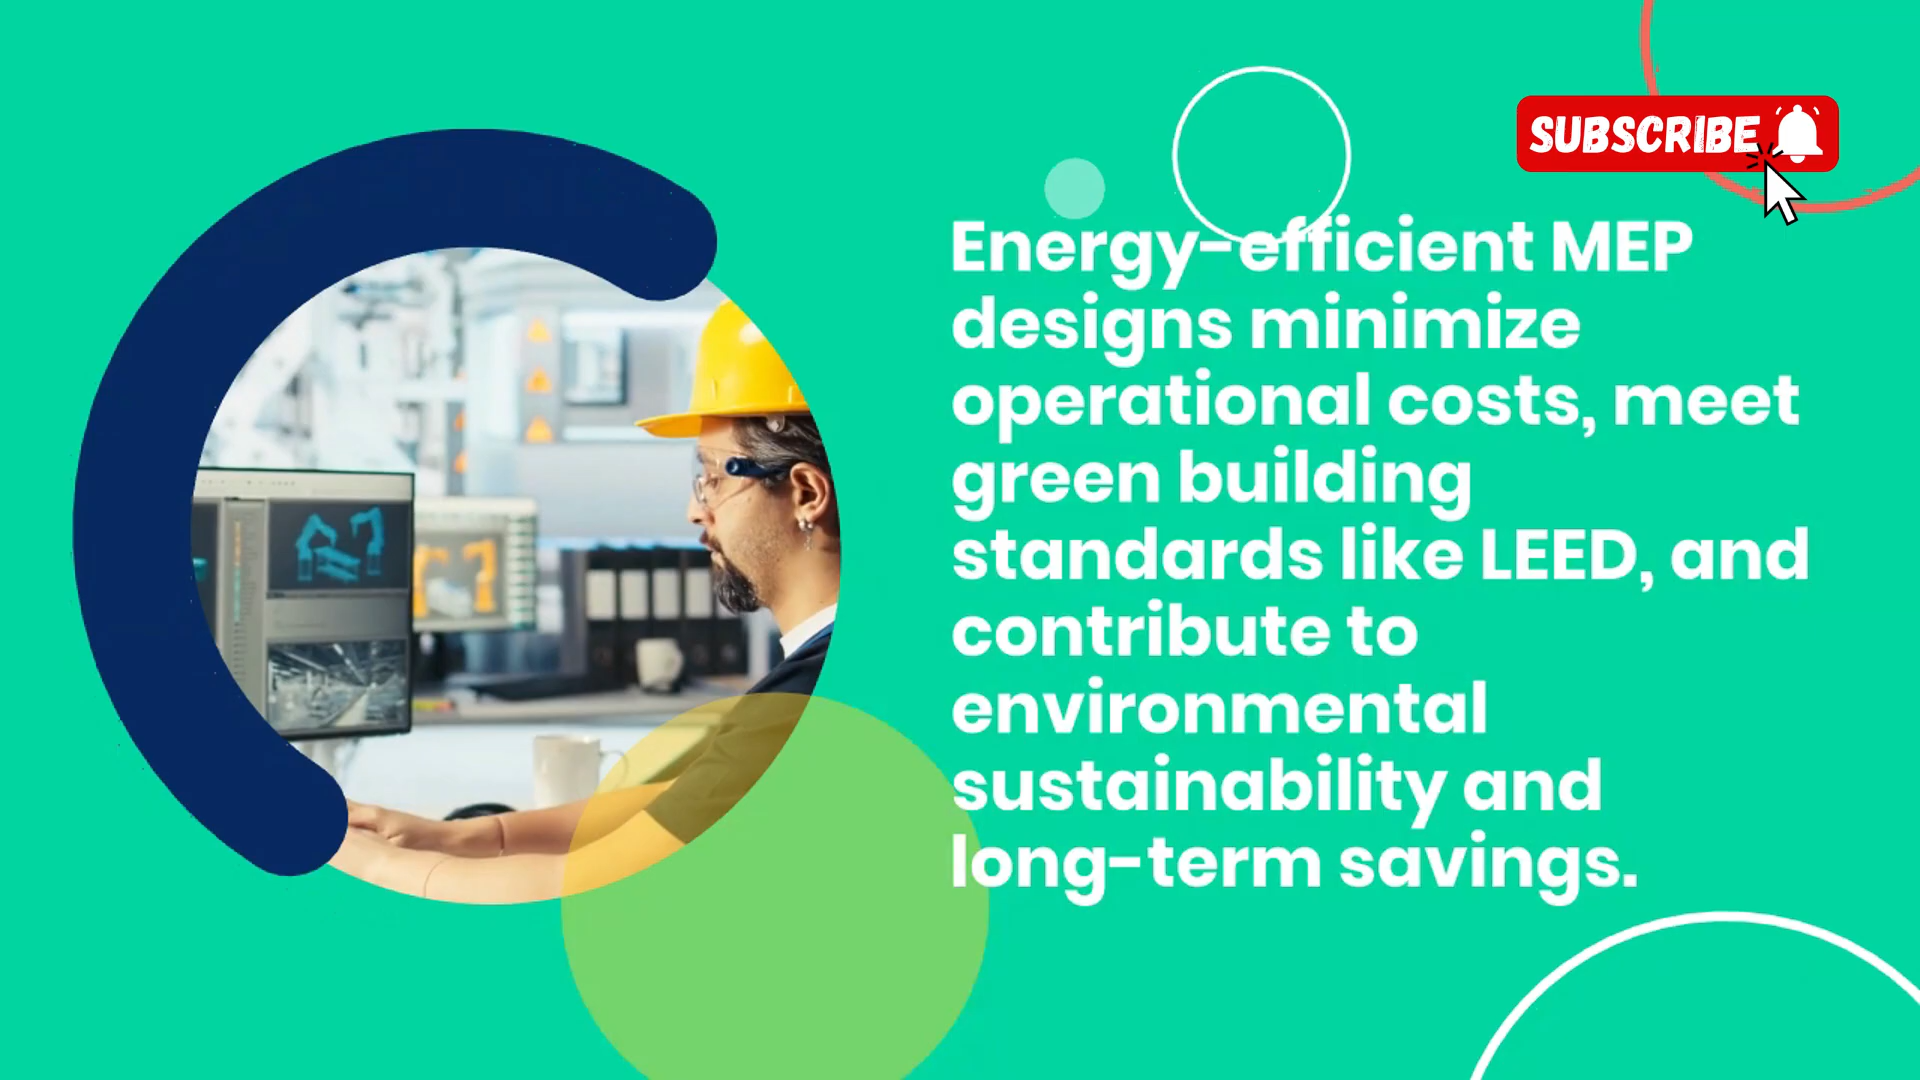 SUBSCRIBE
Energy-efficient MEP
designs minimize
operational costs, meet
green building
standards like LEED, and
contribute to
environmental
sustainability and
long-term savings.